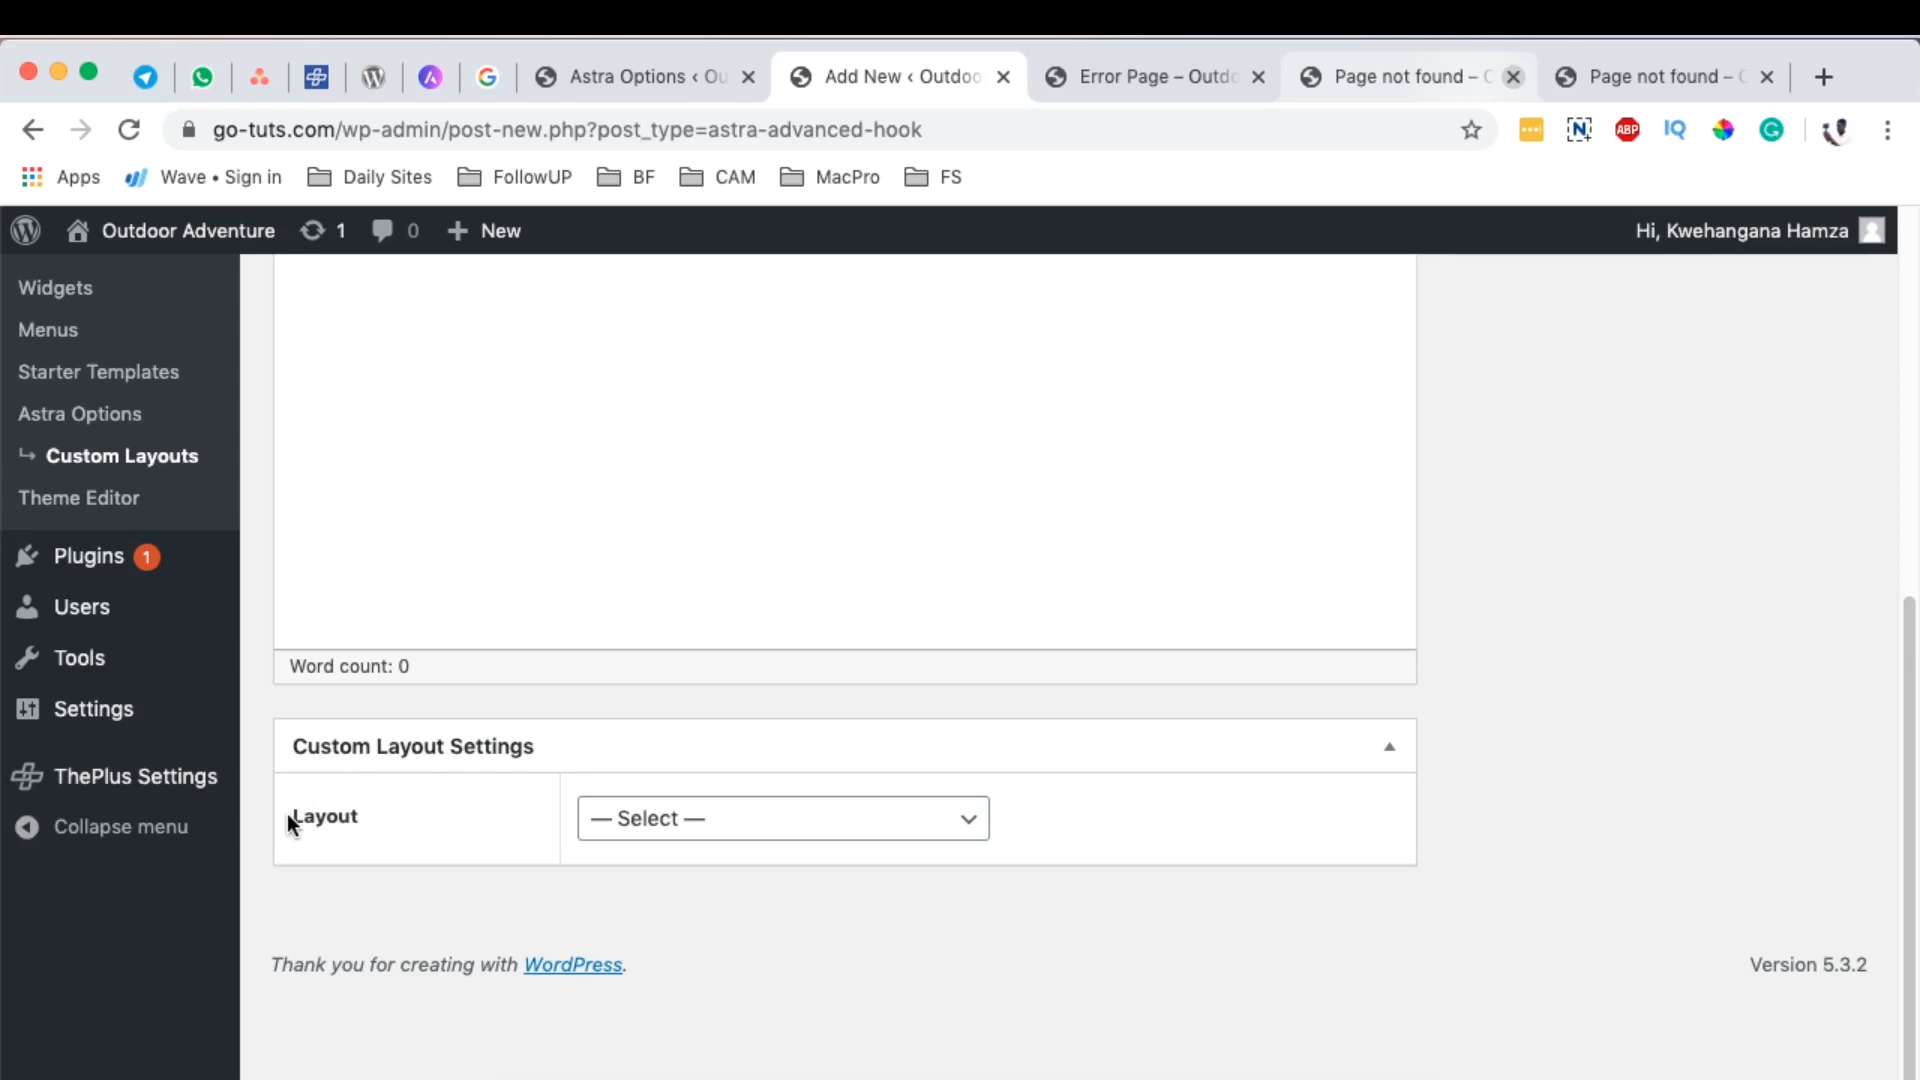 Astra Options ‹ Ou
Add New ‹ Outdoo
Error Page – Outdo
Page not found – O
Page not found – O
go-tuts.com/wp-admin/post-new.php?post_type=astra-advanced-hook
ABP
IQ
Apps
Wave • Sign in
Daily Sites
FollowUP
BF
CAM
MacPro
FS
Outdoor Adventure
1
0
New
Hi, Kwehangana Hamza
Widgets
Menus
Starter Templates
Astra Options
Custom Layouts
Theme Editor
Plugins 1
Users
Tools
Settings
ThePlus Settings
Collapse menu
Word count: 0
Custom Layout Settings
Layout
— Select —
Thank you for creating with WordPress.
Version 5.3.2